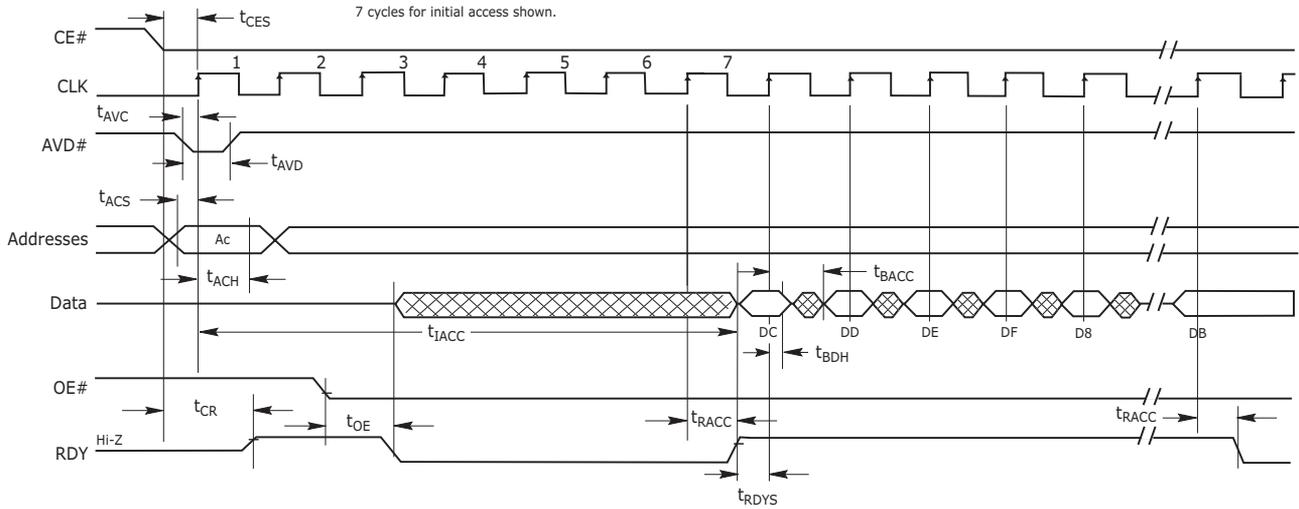 7 cycles for initial access shown.
tCES
CE#
1 2 3 4 5 6 7
CLK
tAVC
AVD#
tAVD
tACS
Addresses
Ac
tACH
tBACC
Data
DC DD DE DF D8 DB
tIACC
tBDH
OE#
tCR
tOE
tRACC
tRACC
Hi-Z
RDY
tRDYS